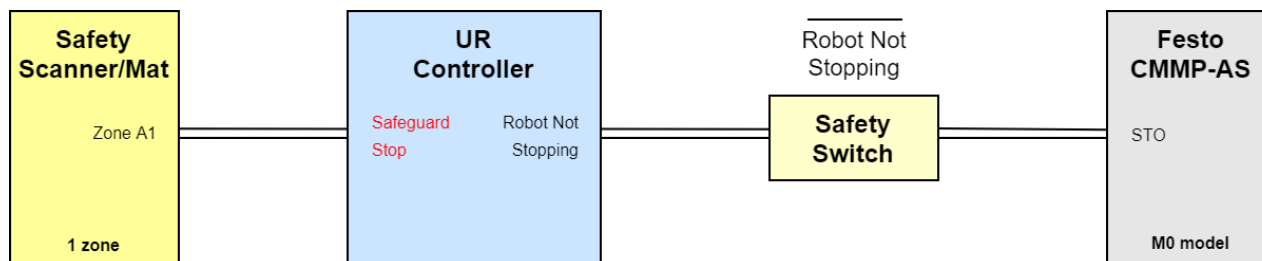 Safety
Scanner/Mat
Zone A1
1 zone
UR
Controller
Safeguard
Stop
Robot Not
Stopping
Robot Not
Stopping
Safety
Switch
Festo
CMMP-AS
STO
M0 model